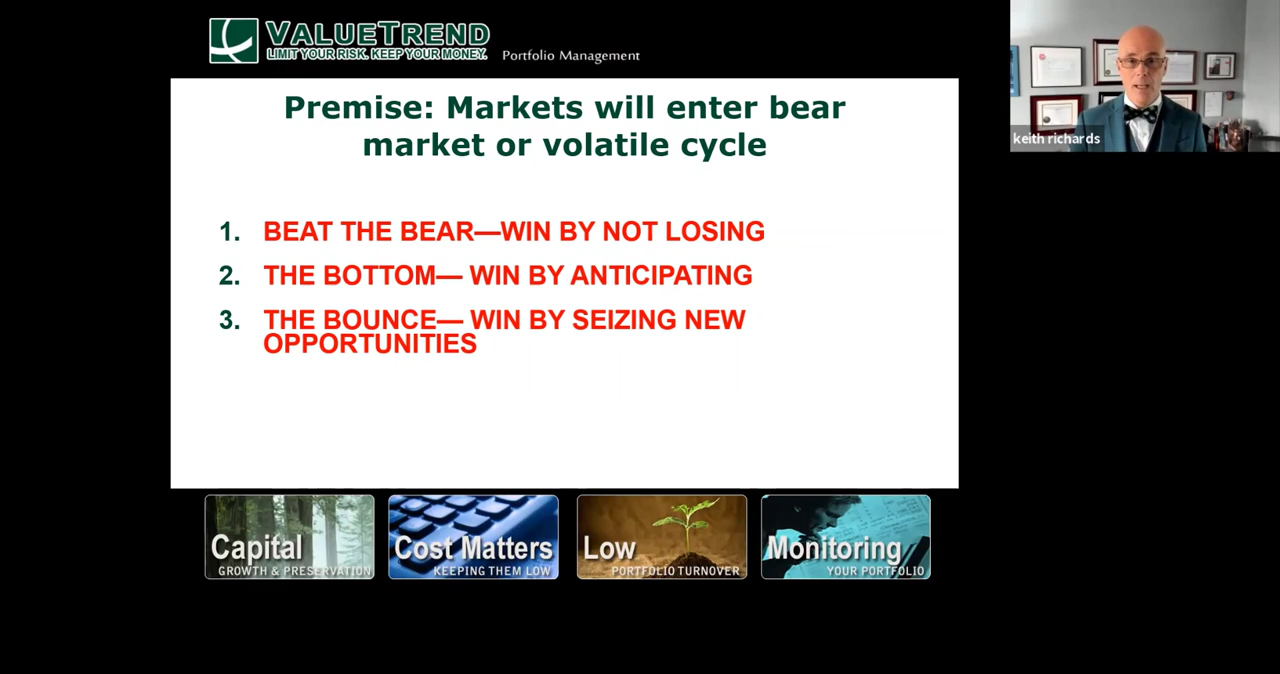 VALUETREND
LIMIT YOUR RISK. KEEP YOUR MONEY.
Portfolio Management
keith richards
Premise: Markets will enter bear
market or volatile cycle
1. BEAT THE BEAR—WIN BY NOT LOSING
2. THE BOTTOM— WIN BY ANTICIPATING
3. THE BOUNCE— WIN BY SEIZING NEW
OPPORTUNITIES
Capital
GROWTH & PRESERVATION
Cost Matters
KEEPING THEM LOW
Low
PORTFOLIO TURNOVER
Monitoring
YOUR PORTFOLIO